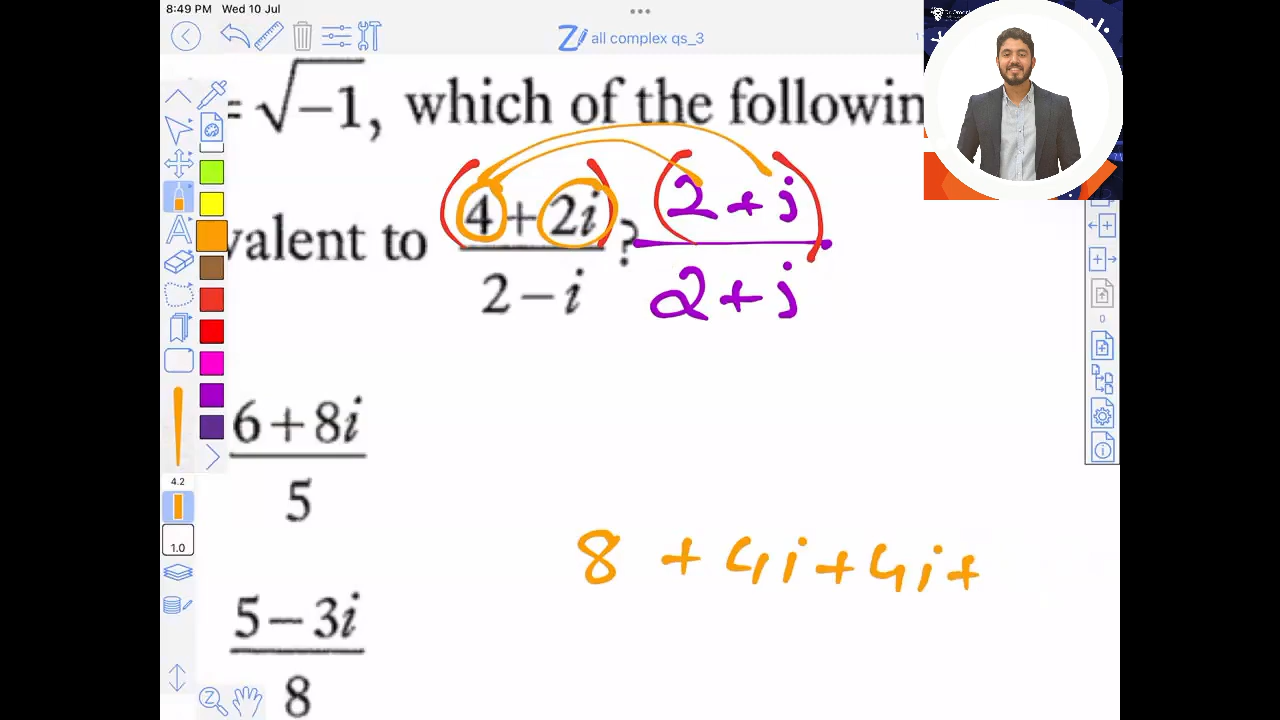 8:49 PM Wed 10 Jul
all complex qs_3
= √−1, which of the followin
valent to (4 + 2i)/(2 − i) ? (2 + i)/(2 + i)
(6 + 8i)/5
8 + 4i + 4i +
(5 − 3i)/8
4.2
1.0
0